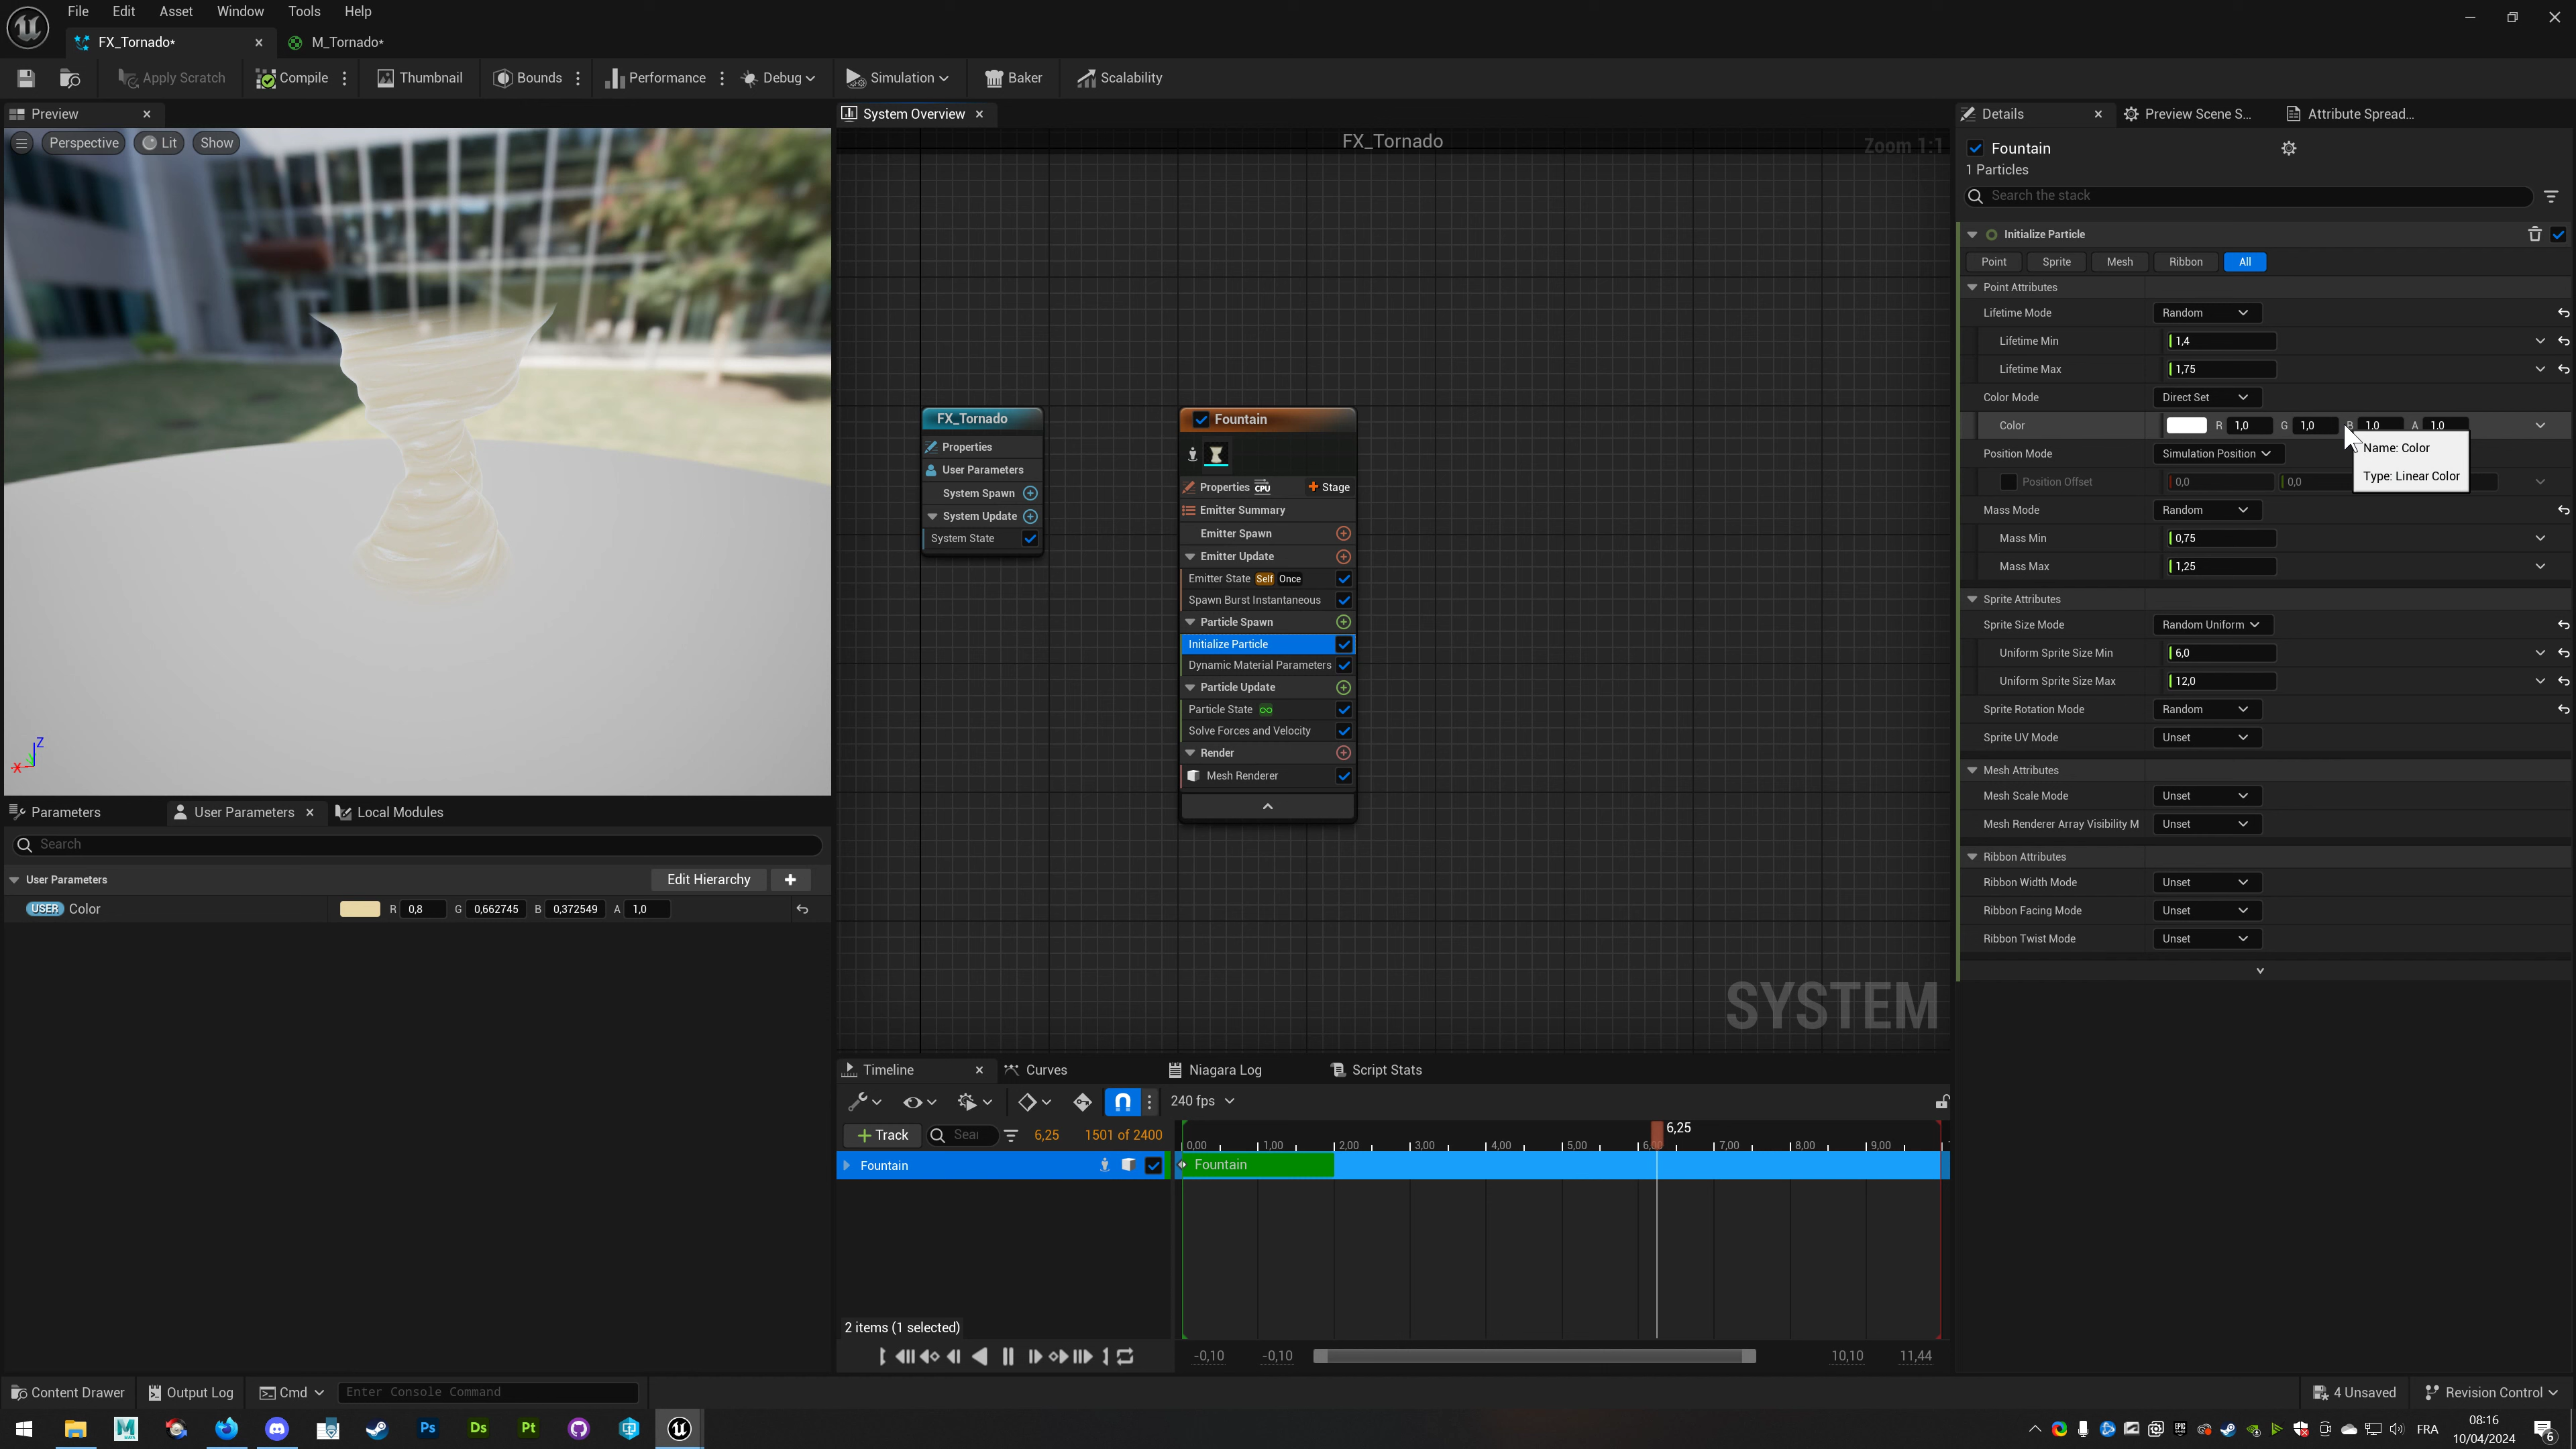 File Edit Asset Window Tools Help
FX_Tornado* M_Tornado*
Apply Scratch Compile Thumbnail Bounds Performance Debug Simulation Baker Scalability
Preview
Perspective Lit Show
Z
X
Parameters User Parameters Local Modules
Search
User Parameters Edit Hierarchy
USER Color R 0,8 G 0,662745 B 0,372549 A 1,0
System Overview
FX_Tornado
Zoom 1:1
FX_Tornado
Properties
User Parameters
System Spawn
System Update
System State
Fountain
Properties CPU Stage
Emitter Summary
Emitter Spawn
Emitter Update
Emitter State Self Once
Spawn Burst Instantaneous
Particle Spawn
Initialize Particle
Dynamic Material Parameters
Particle Update
Particle State
Solve Forces and Velocity
Render
Mesh Renderer
SYSTEM
Timeline Curves Niagara Log Script Stats
240 fps
Track Sear 6,25 1501 of 2400
6,25
0,00 1,00 2,00 3,00 4,00 5,00 6,00 7,00 8,00 9,00
Fountain
Fountain
2 items (1 selected)
-0,10 -0,10 10,10 11,44
Details Preview Scene S... Attribute Spread...
Fountain
1 Particles
Search the stack
Initialize Particle
Point Sprite Mesh Ribbon All
Point Attributes
Lifetime Mode Random
Lifetime Min 1,4
Lifetime Max 1,75
Color Mode Direct Set
Color R 1,0 G 1,0 B 1,0 A 1,0
Name: Color
Type: Linear Color
Position Mode Simulation Position
Position Offset 0,0 0,0
Mass Mode Random
Mass Min 0,75
Mass Max 1,25
Sprite Attributes
Sprite Size Mode Random Uniform
Uniform Sprite Size Min 6,0
Uniform Sprite Size Max 12,0
Sprite Rotation Mode Random
Sprite UV Mode Unset
Mesh Attributes
Mesh Scale Mode Unset
Mesh Renderer Array Visibility M Unset
Ribbon Attributes
Ribbon Width Mode Unset
Ribbon Facing Mode Unset
Ribbon Twist Mode Unset
Content Drawer Output Log Cmd Enter Console Command 4 Unsaved Revision Control
Ps Ds Pt
FRA
08:16
10/04/2024
6